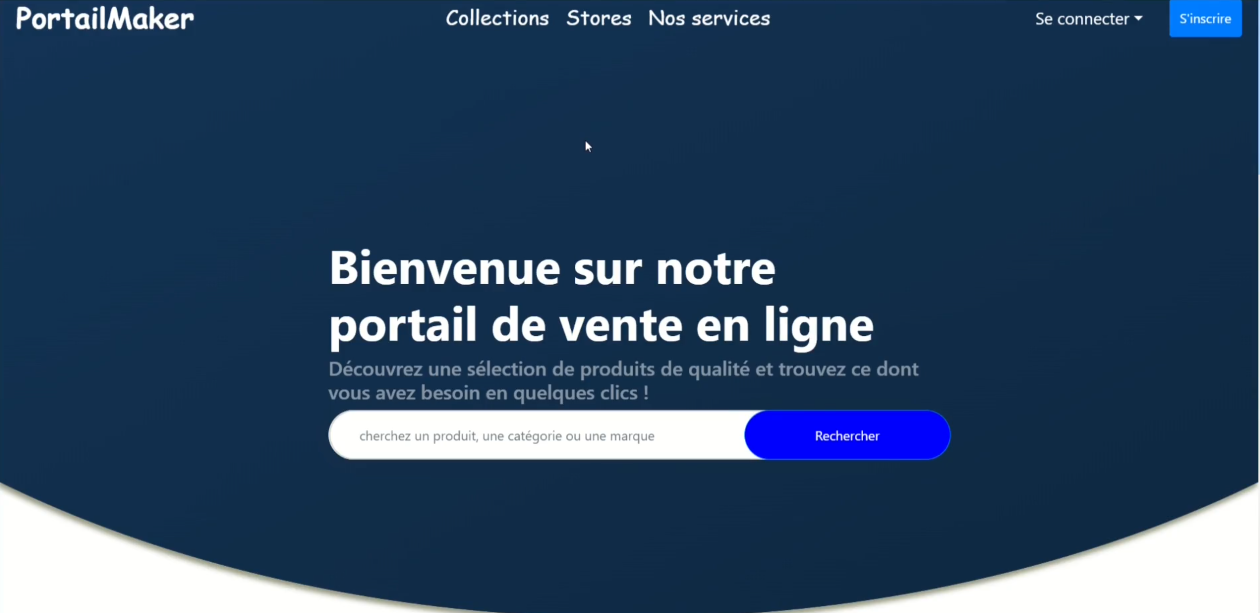 PortailMaker
Collections Stores Nos services
Se connecter
S'inscrire
Bienvenue sur notre
portail de vente en ligne
Découvrez une sélection de produits de qualité et trouvez ce dont
vous avez besoin en quelques clics !
cherchez un produit, une catégorie ou une marque
Rechercher